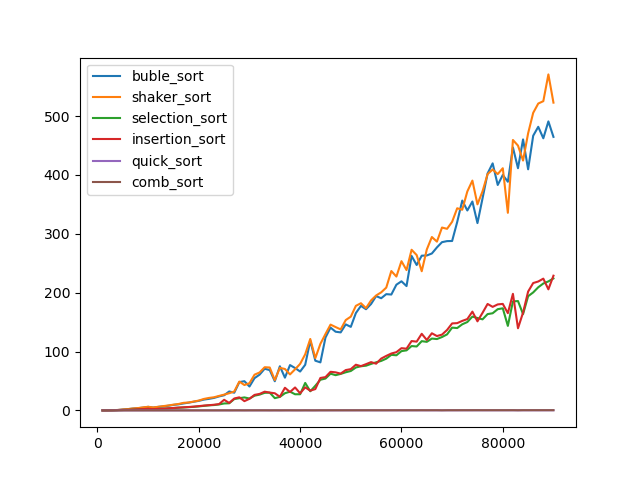 buble_sort
shaker_sort
selection_sort
insertion_sort
quick_sort
comb_sort
500
400
300
200
100
0
0 20000 40000 60000 80000